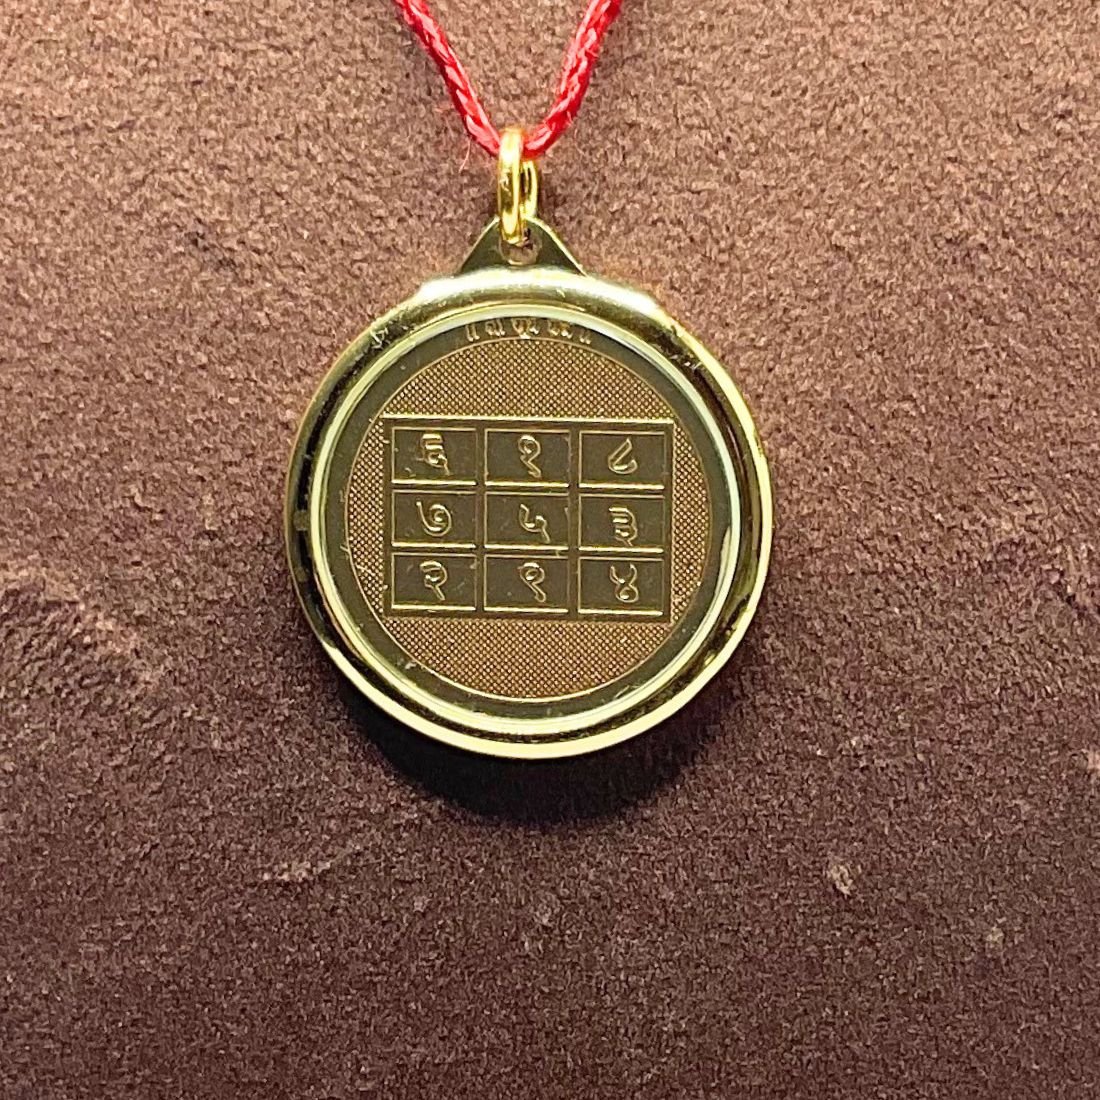 ६ १ ८
७ ५ ३
२ ९ ४